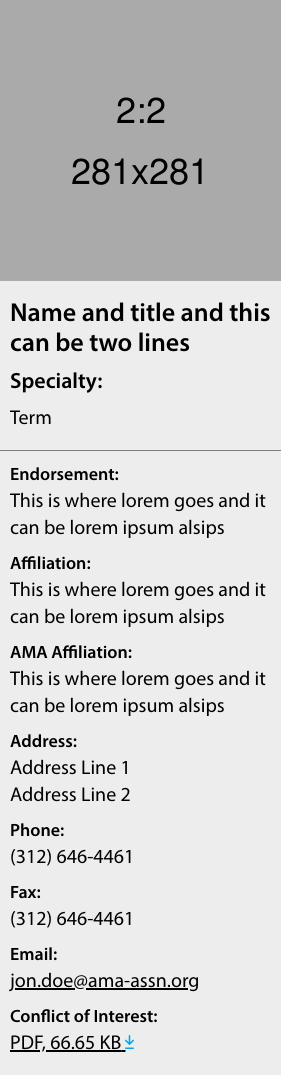 2:2
281x281
Name and title and this
can be two lines
Specialty:
Term
Endorsement:
This is where lorem goes and it
can be lorem ipsum alsips
Affiliation:
This is where lorem goes and it
can be lorem ipsum alsips
AMA Affiliation:
This is where lorem goes and it
can be lorem ipsum alsips
Address:
Address Line 1
Address Line 2
Phone:
(312) 646-4461
Fax:
(312) 646-4461
Email:
jon.doe@ama-assn.org
Conflict of Interest:
PDF, 66.65 KB